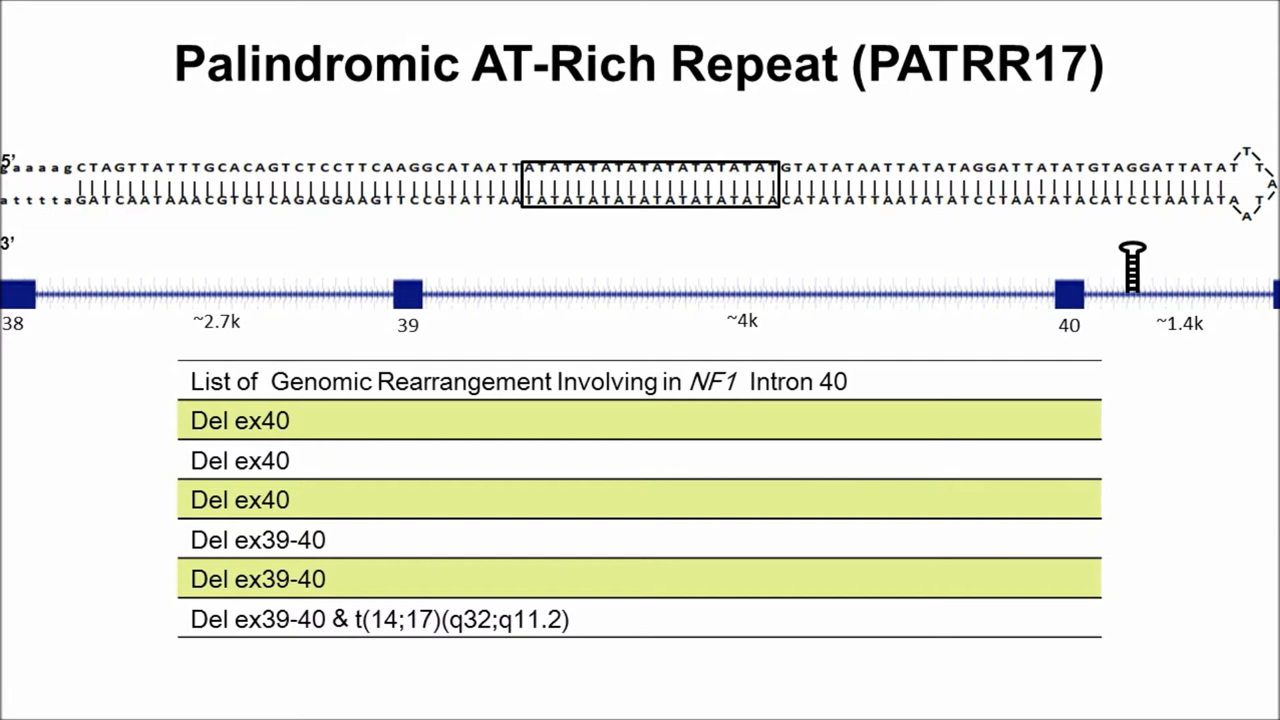 Palindromic AT-Rich Repeat (PATRR17)
5’
gaaaagCTAGTTATTTGCACAGTCTCCTTCAAGGCATAATTATATATATATATATATATATGTATATAATTATATAGGATTATATGTAGGATTATAT
T
T
A
attttaGATCAATAAACGTGTCAGAGGAAGTTCCGTATTAATATATATATATATATATATACATATATTAATATATCCTAATATACATCCTAATATA
T
A
3’
38 ~2.7k 39 ~4k 40 ~1.4k
List of Genomic Rearrangement Involving in NF1 Intron 40
Del ex40
Del ex40
Del ex40
Del ex39-40
Del ex39-40
Del ex39-40 & t(14;17)(q32;q11.2)